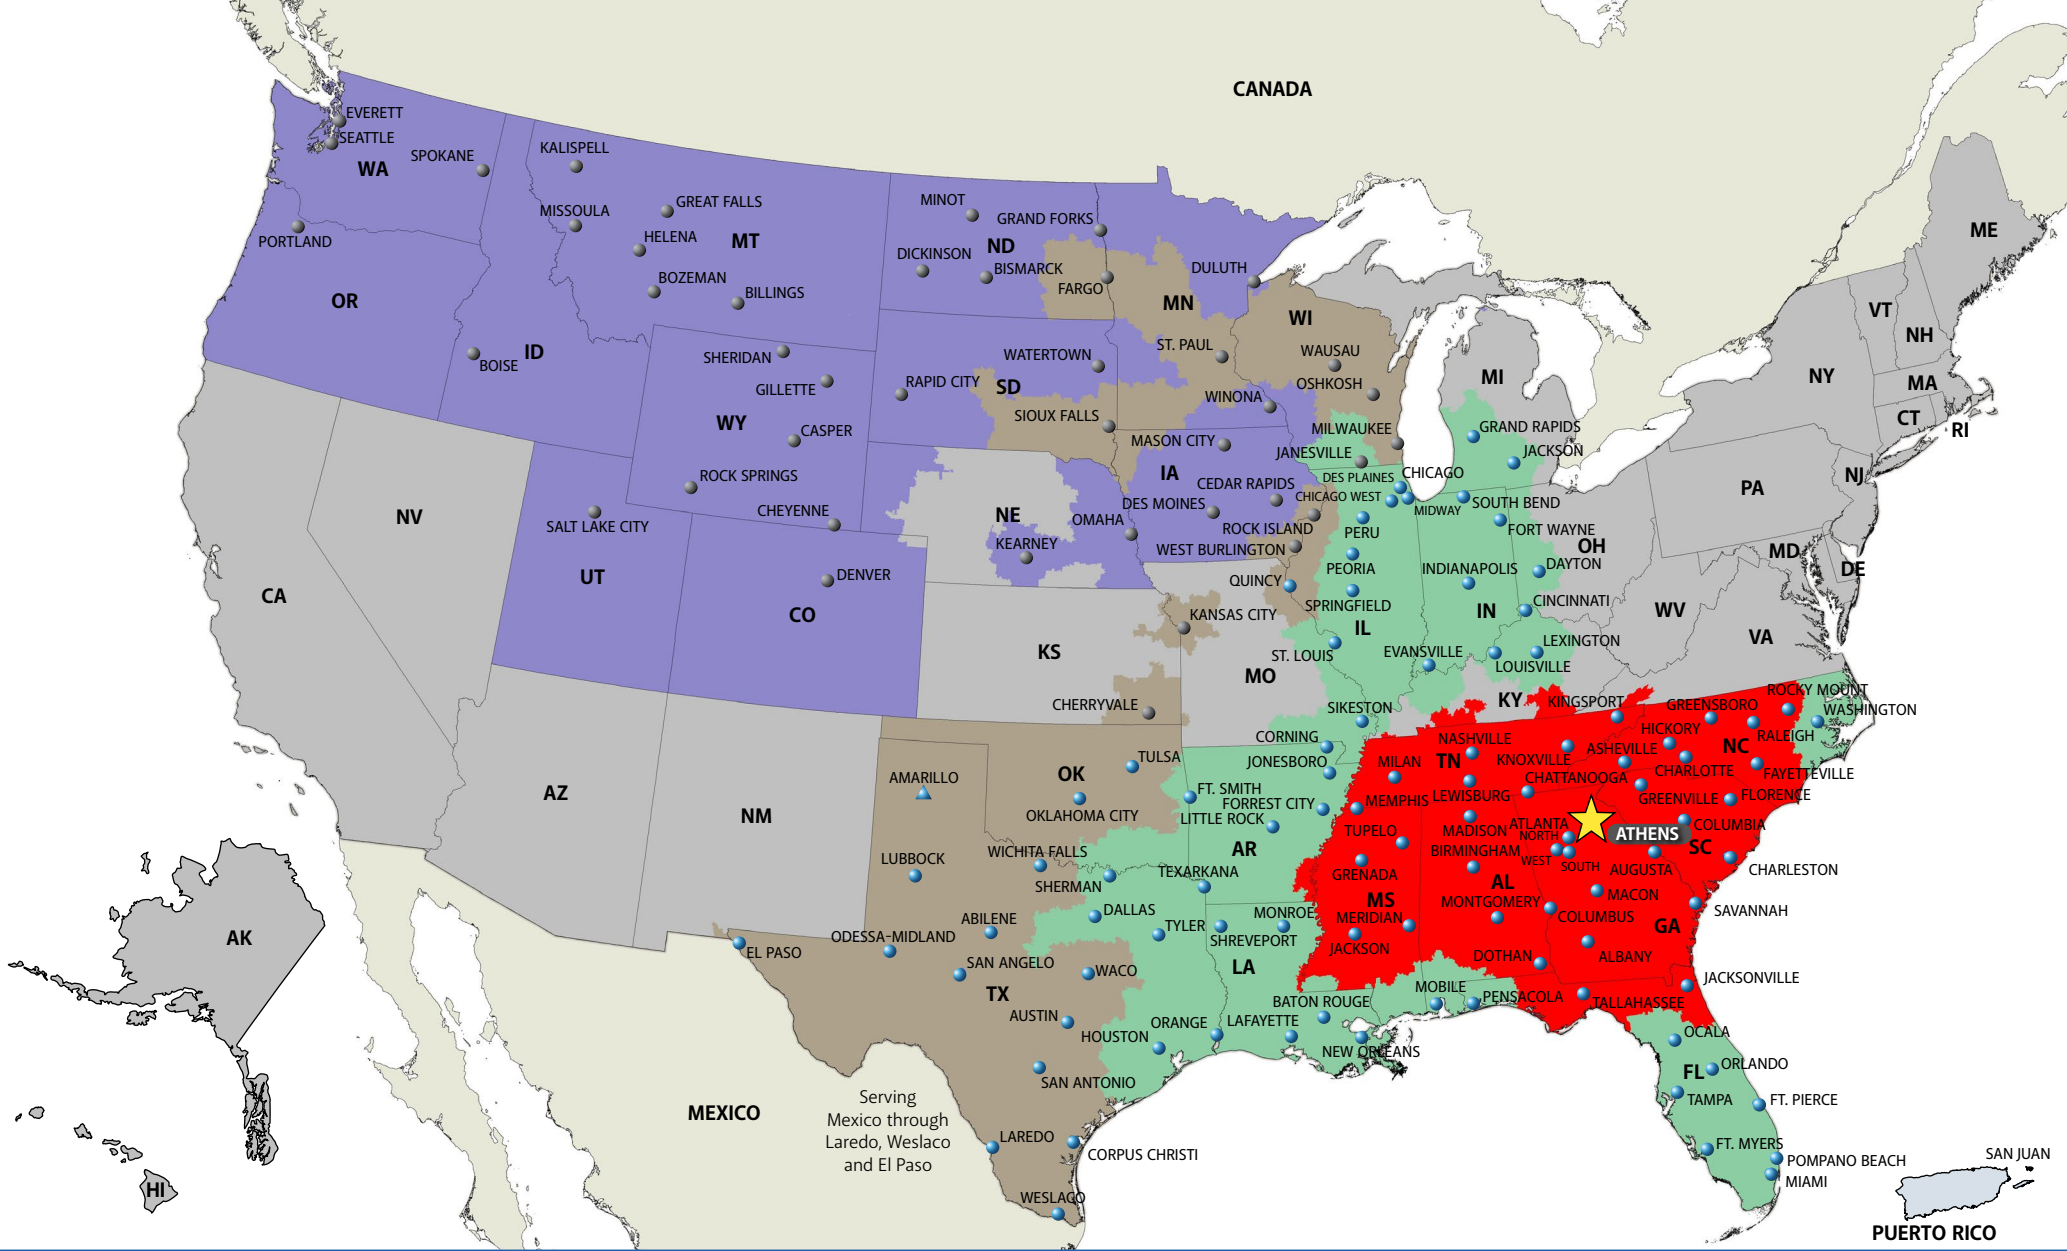 CANADA
EVERETT
SEATTLE
SPOKANE
WA
KALISPELL
MISSOULA
GREAT FALLS
HELENA
MT
MINOT
GRAND FORKS
ND
DICKINSON
BISMARCK
FARGO
DULUTH
ME
PORTLAND
OR
BOZEMAN
BILLINGS
MN
WI
VT
NH
BOISE
ID
SHERIDAN
GILLETTE
WY
CASPER
RAPID CITY
SD
WATERTOWN
ST. PAUL
WAUSAU
OSHKOSH
MI
NY
MA
CT
RI
SIOUX FALLS
WINONA
MILWAUKEE
GRAND RAPIDS
JACKSON
MASON CITY
IA
JANESVILLE
ROCK SPRINGS
CHEYENNE
NE
OMAHA
KEARNEY
CEDAR RAPIDS
DES MOINES
DES PLAINES
CHICAGO
CHICAGO WEST
MIDWAY
SOUTH BEND
FORT WAYNE
PA
NJ
NV
SALT LAKE CITY
ROCK ISLAND
WEST BURLINGTON
PERU
OH
MD
DE
CA
UT
DENVER
CO
QUINCY
PEORIA
INDIANAPOLIS
DAYTON
SPRINGFIELD
IN
CINCINNATI
WV
VA
KANSAS CITY
KS
IL
ST. LOUIS
EVANSVILLE
LEXINGTON
LOUISVILLE
MO
CHERRYVALE
SIKESTON
KY
KINGSPORT
GREENSBORO
ROCKY MOUNT
WASHINGTON
CORNING
NASHVILLE
HICKORY
RALEIGH
NC
AZ
NM
AMARILLO
OK
TULSA
OKLAHOMA CITY
JONESBORO
FT. SMITH
FORREST CITY
LITTLE ROCK
MILAN
TN
KNOXVILLE
ASHEVILLE
CHATTANOOGA
CHARLOTTE
FAYETTEVILLE
MEMPHIS
LEWISBURG
GREENVILLE
FLORENCE
TUPELO
MADISON
ATLANTA
NORTH
WEST
SOUTH
ATHENS
COLUMBIA
SC
LUBBOCK
WICHITA FALLS
SHERMAN
AR
TEXARKANA
GRENADA
BIRMINGHAM
AUGUSTA
CHARLESTON
AK
ABILENE
DALLAS
TYLER
MONROE
SHREVEPORT
MS
MERIDIAN
JACKSON
AL
MONTGOMERY
COLUMBUS
MACON
SAVANNAH
GA
EL PASO
ODESSA-MIDLAND
SAN ANGELO
WACO
TX
LA
DOTHAN
ALBANY
JACKSONVILLE
AUSTIN
HOUSTON
ORANGE
LAFAYETTE
BATON ROUGE
MOBILE
PENSACOLA
TALLAHASSEE
NEW ORLEANS
OCALA
SAN ANTONIO
FL
ORLANDO
TAMPA
FT. PIERCE
MEXICO
Serving
Mexico through
Laredo, Weslaco
and El Paso
LAREDO
CORPUS CHRISTI
WESLACO
FT. MYERS
POMPANO BEACH
MIAMI
HI
SAN JUAN
PUERTO RICO